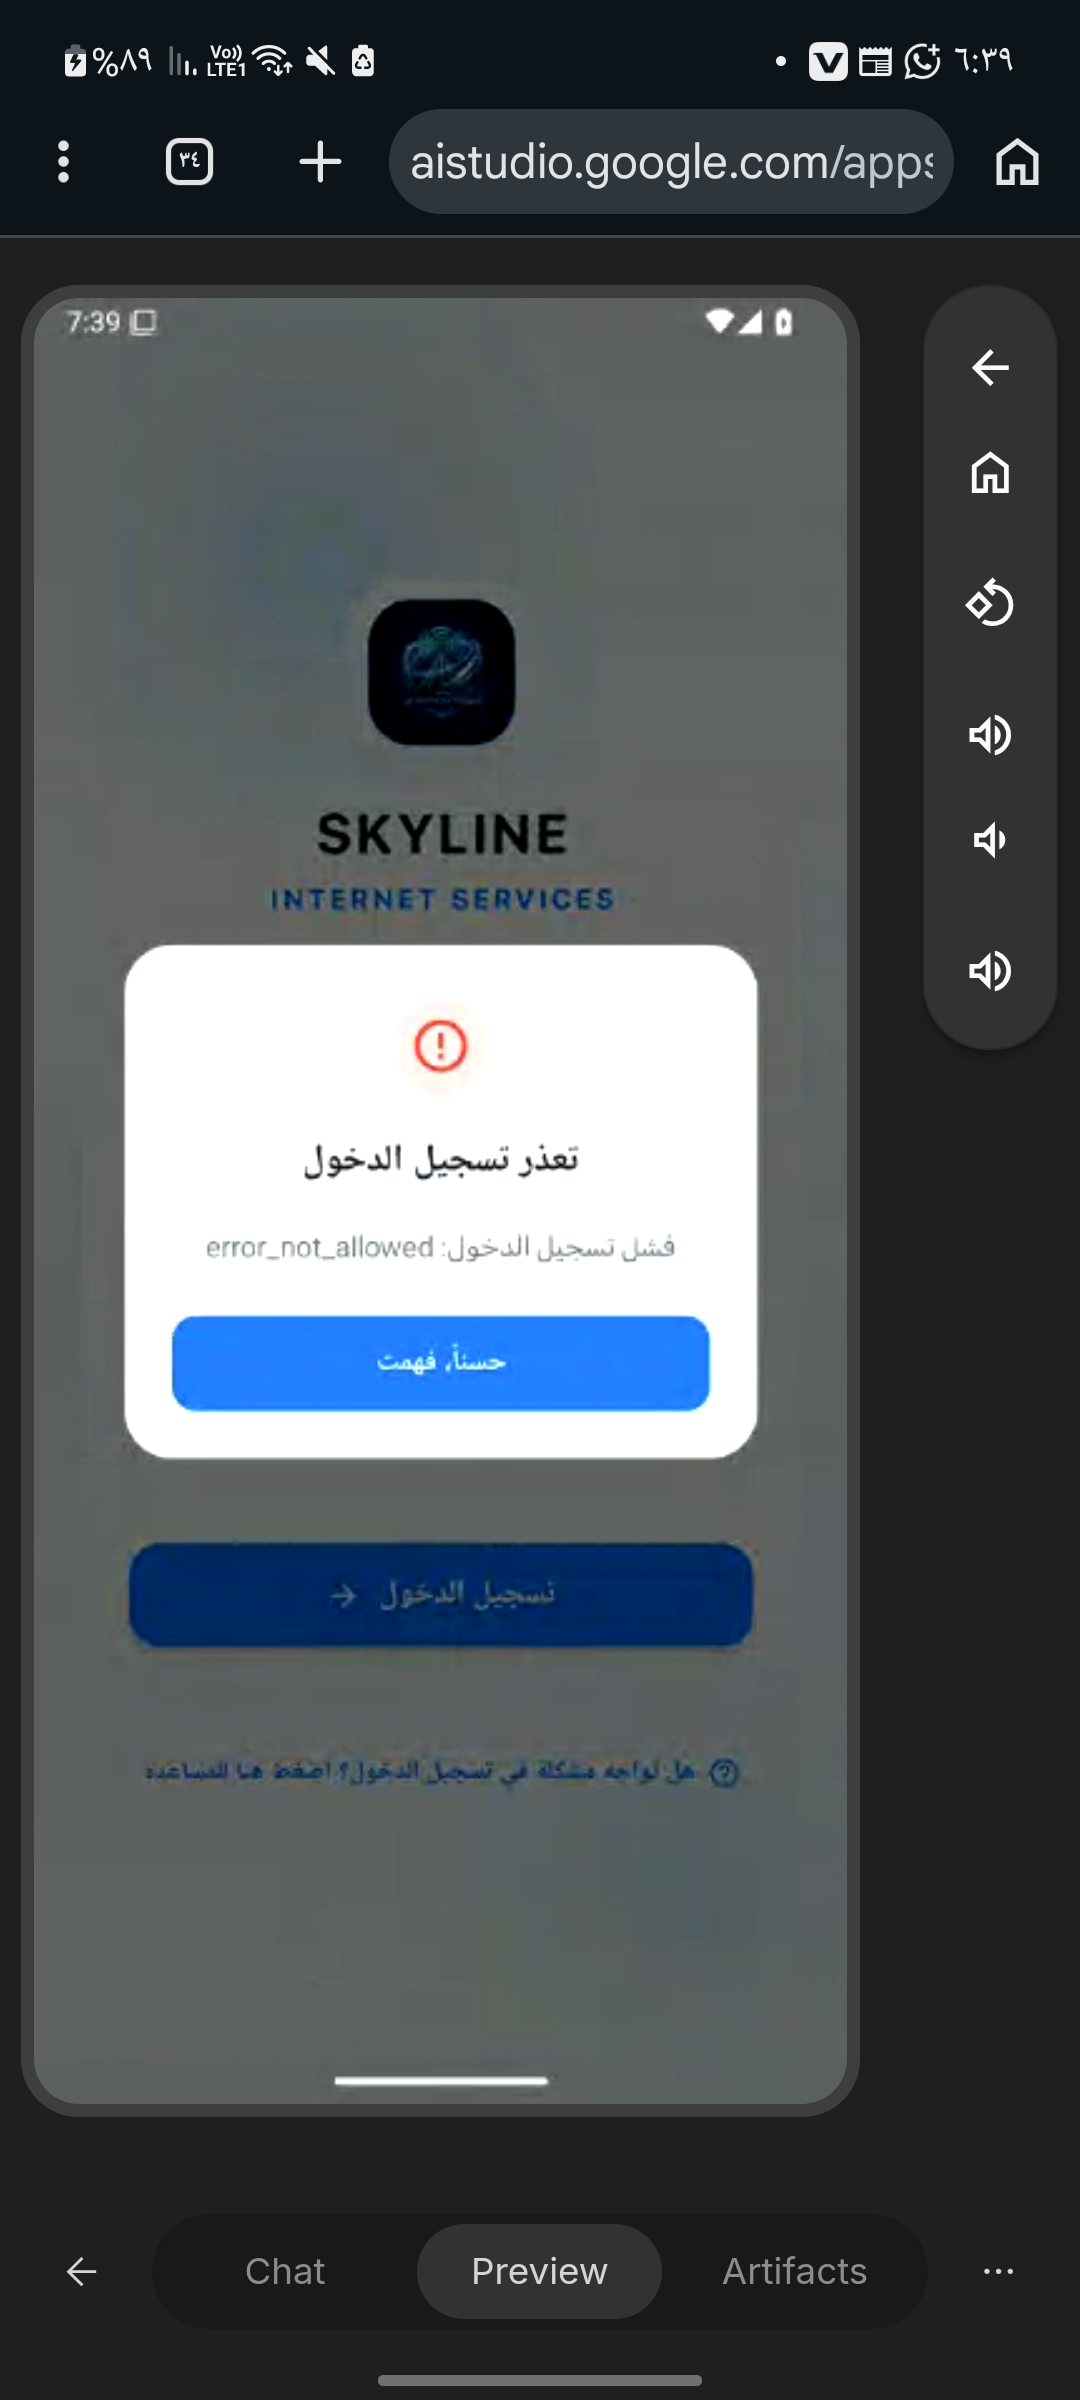 %٨٩
Vo))
LTE1
٦:٣٩
٣٤
aistudio.google.com/apps
7:39
SKYLINE
INTERNET SERVICES
تعذر تسجيل الدخول
فشل تسجيل الدخول: error_not_allowed
حسناً، فهمت
تسجيل الدخول
هل تواجه مشكلة في تسجيل الدخول؟ اضغط هنا للمساعدة
Chat
Preview
Artifacts